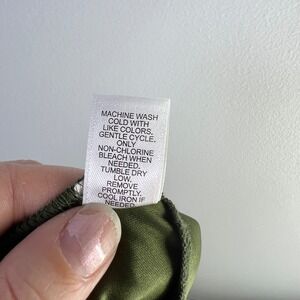 MACHINE WASH
COLD WITH
LIKE COLORS,
GENTLE CYCLE,
ONLY
NON-CHLORINE
BLEACH WHEN
NEEDED.
TUMBLE DRY
LOW.
REMOVE
PROMPTLY.
COOL IRON IF
NEEDED.